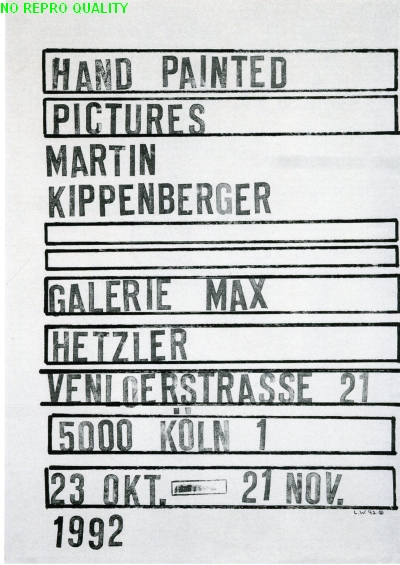 NO REPRO QUALITY
HAND PAINTED
PICTURES
MARTIN
KIPPENBERGER
GALERIE MAX
HETZLER
VENLOERSTRASSE 21
5000 KÖLN 1
23 OKT. — 21 NOV.
L.W. 92
1992